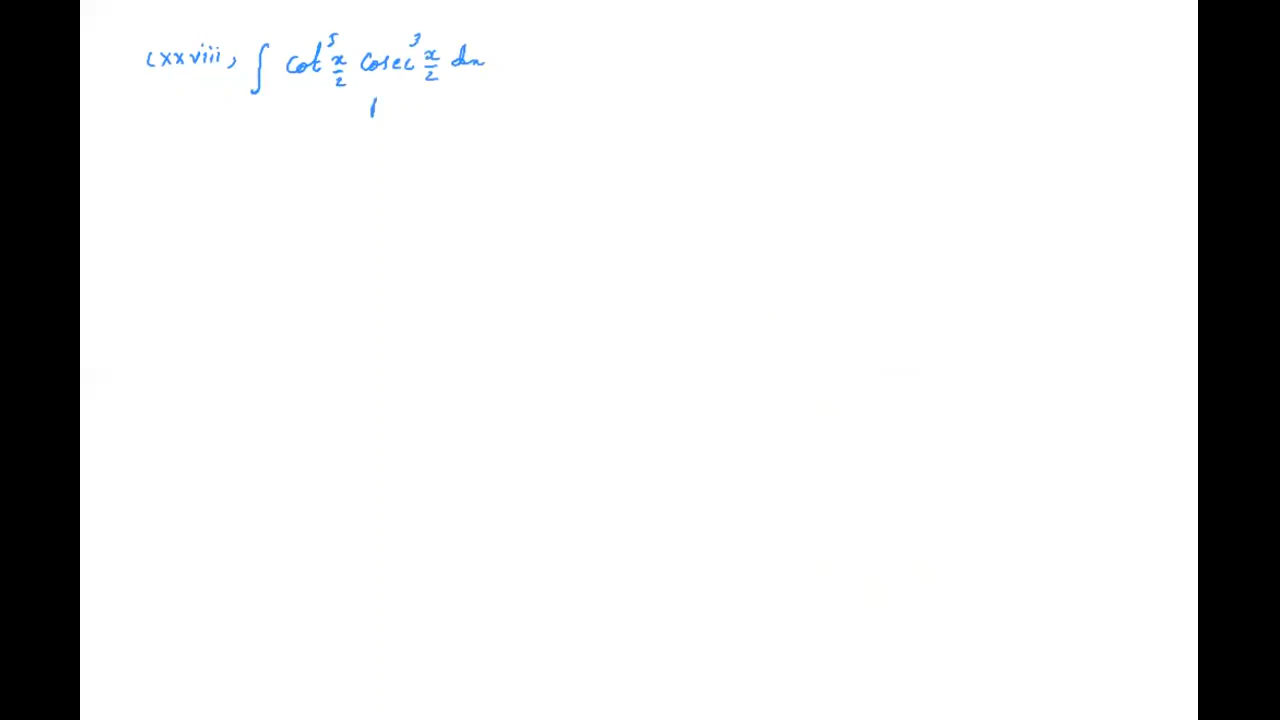 (xxviii) ∫ cot⁵ x/2 cosec³ x/2 dx